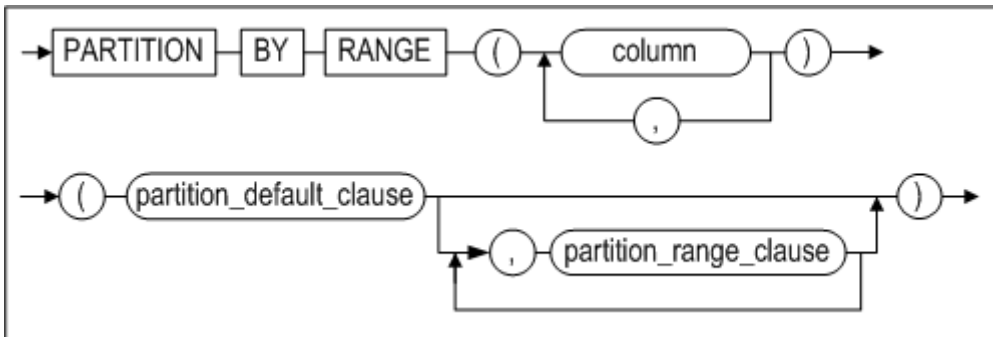 PARTITION BY RANGE ( column )
,
( partition_default_clause )
, partition_range_clause